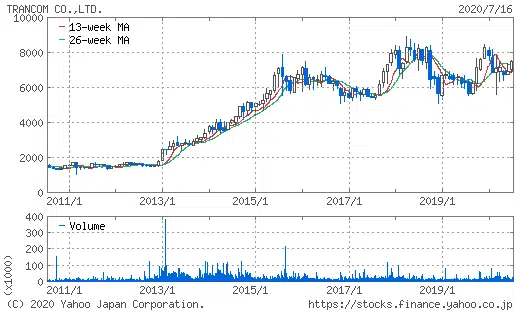 TRANCOM CO.,LTD. 2020/7/16
10000
13-week MA
26-week MA
8000
6000
4000
2000
0
2011/1 2013/1 2015/1 2017/1 2019/1
400
Volume
300
200
100
0
(x1000)
2011/1 2013/1 2015/1 2017/1 2019/1
(C) 2020 Yahoo Japan Corporation. https://stocks.finance.yahoo.co.jp/